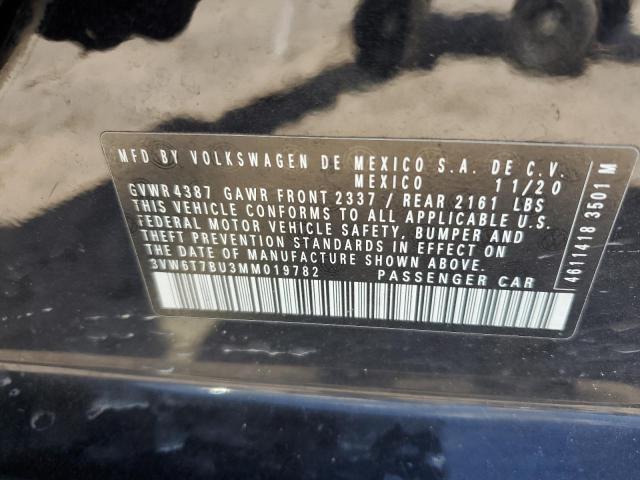 MFD BY VOLKSWAGEN DE MEXICO S.A. DE C.V.
MEXICO 11/20
GVWR 4387 GAWR FRONT 2337 / REAR 2161 LBS
THIS VEHICLE CONFORMS TO ALL APPLICABLE U.S.
FEDERAL MOTOR VEHICLE SAFETY, BUMPER AND
THEFT PREVENTION STANDARDS IN EFFECT ON
THE DATE OF MANUFACTURE SHOWN ABOVE.
3VW6T7BU3MM019782 PASSENGER CAR
4611418 3501 M